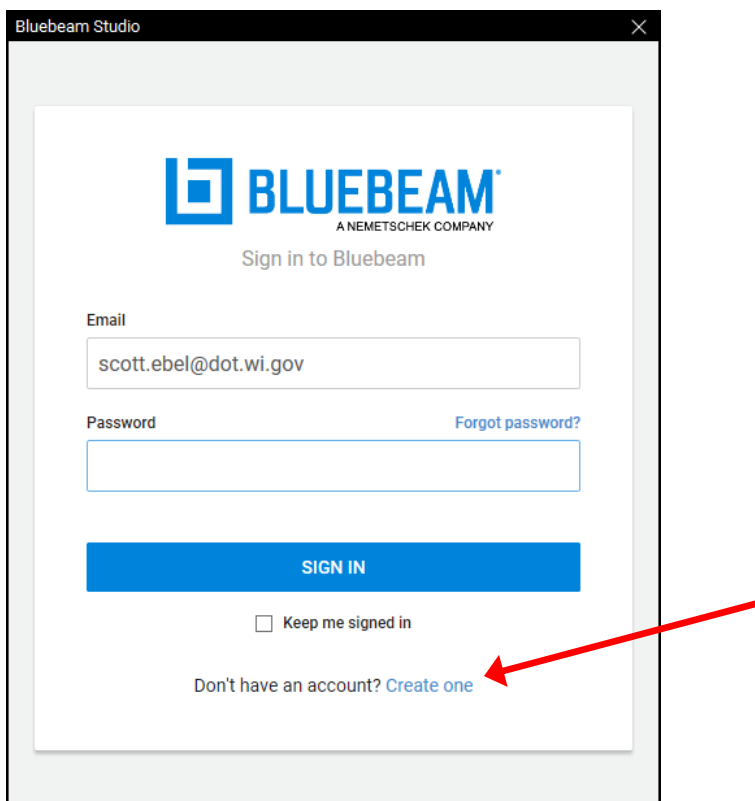 Bluebeam Studio
BLUEBEAM®
A NEMETSCHEK COMPANY
Sign in to Bluebeam
Email
scott.ebel@dot.wi.gov
Password Forgot password?
SIGN IN
Keep me signed in
Don't have an account? Create one